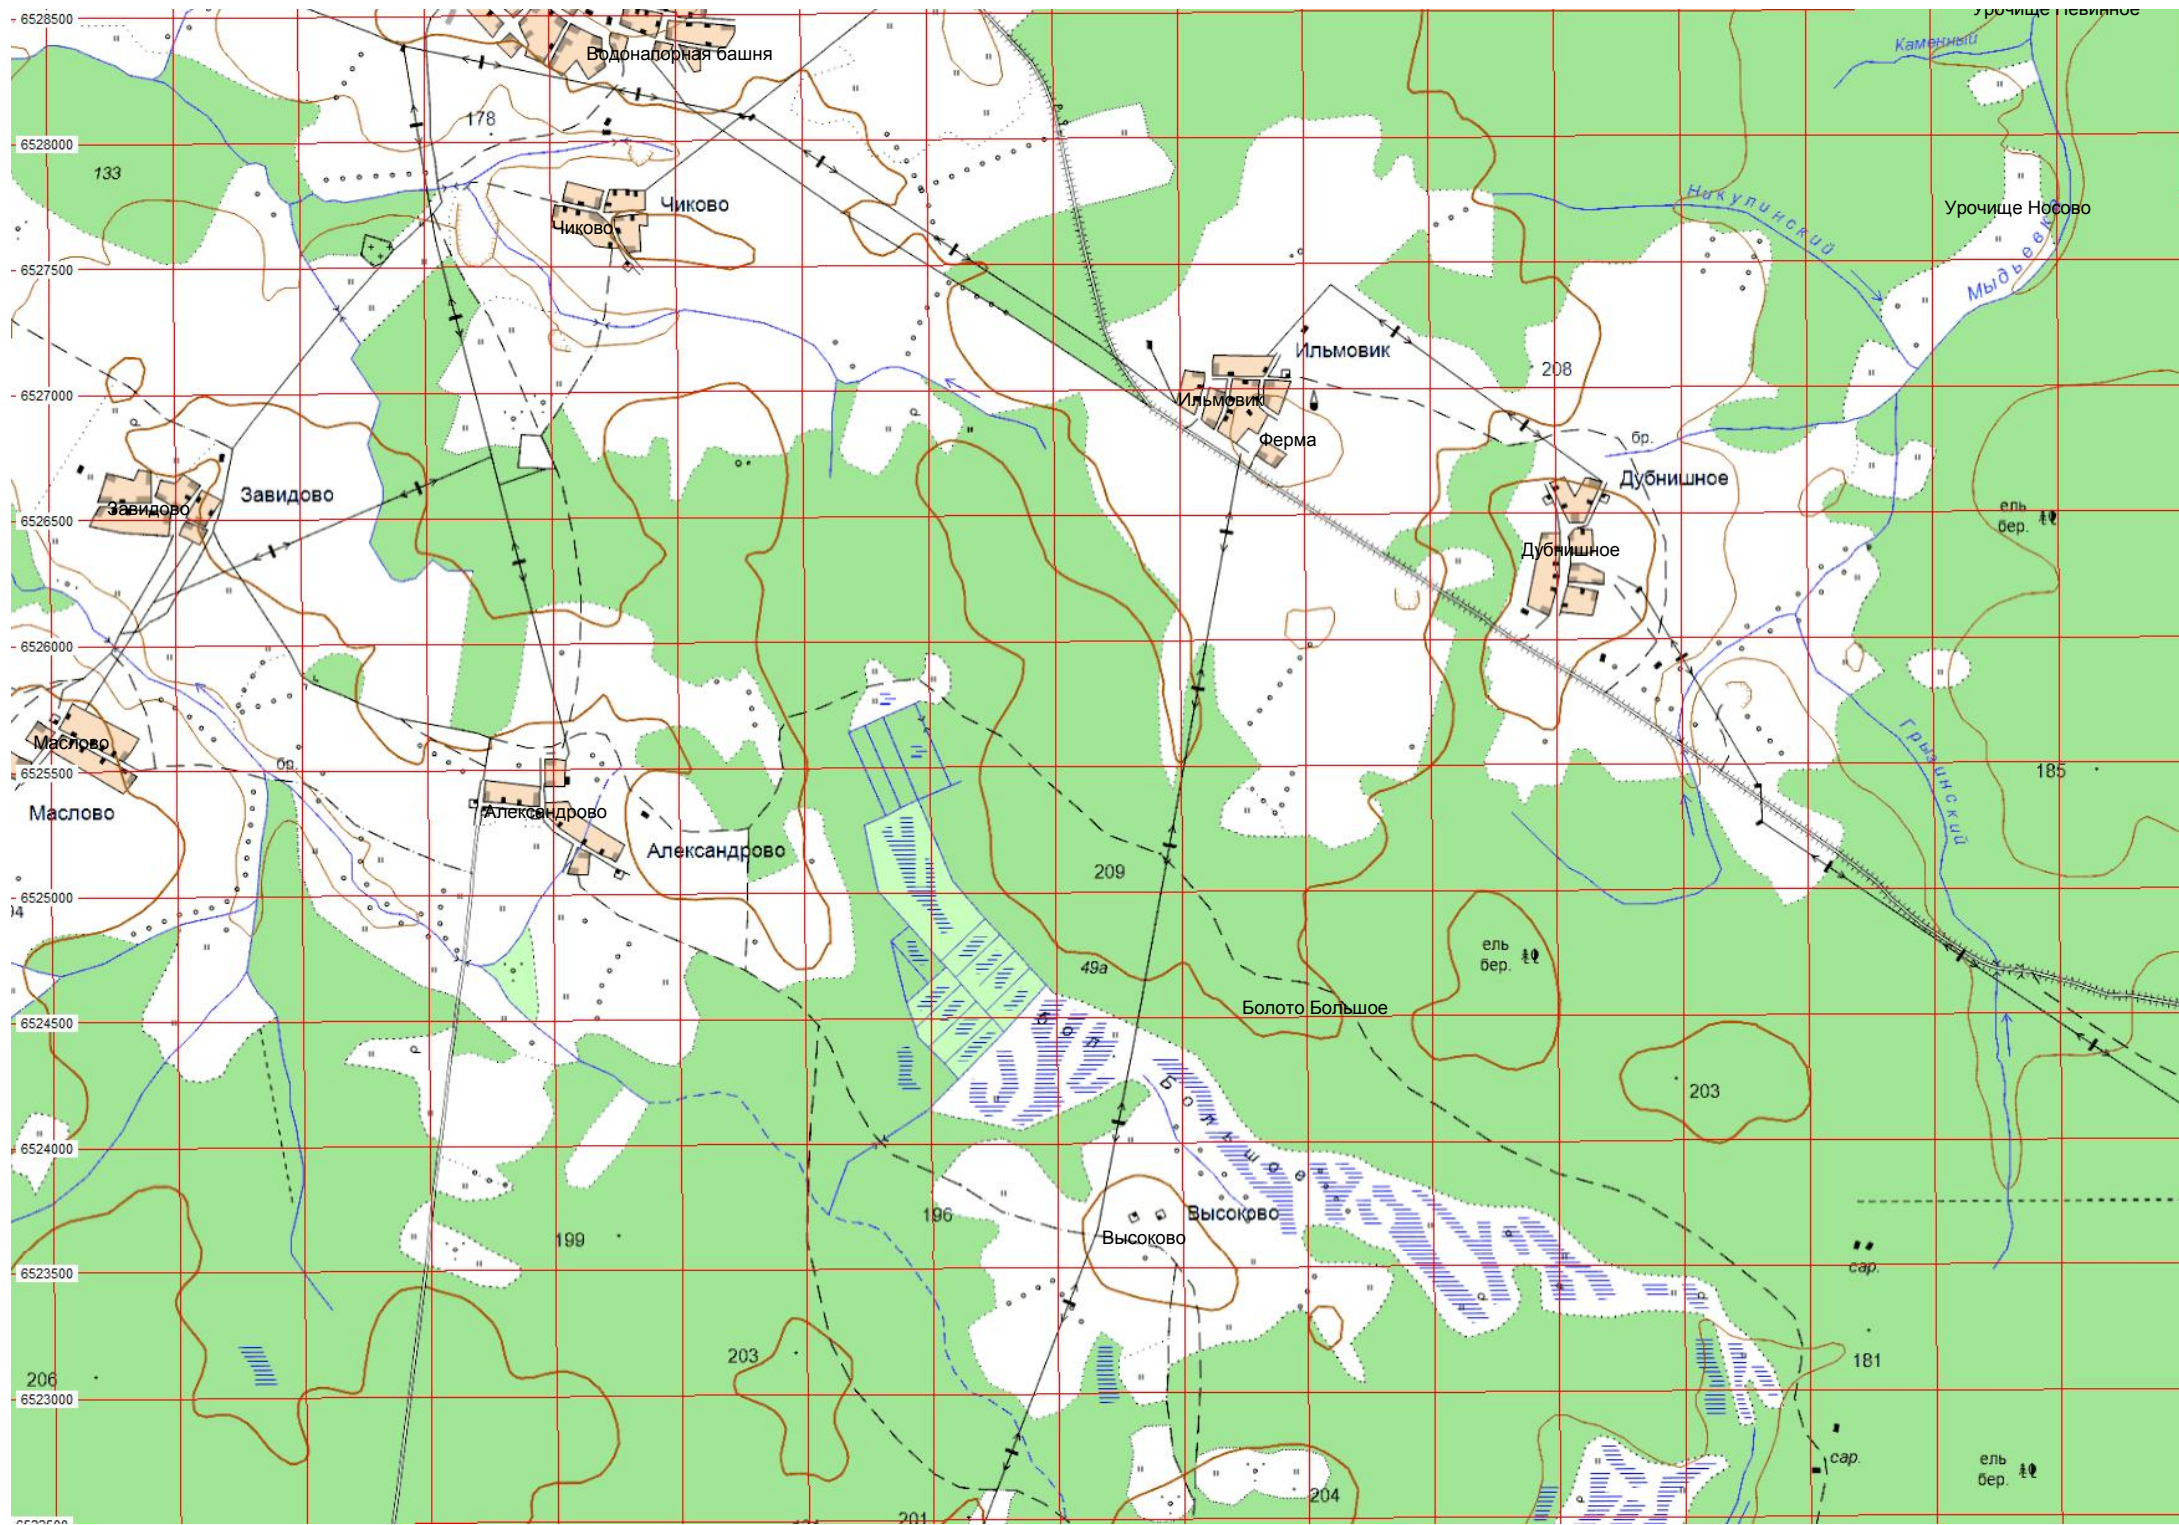 6528500
Водонапорная башня
Каменный
178
6528000
133
Никулинский
Чиково
Урочище Носово
Чиково
Мыдьевка
6527500
Ильмовик
208
6527000
Ильмовик
Ферма
бр.
Дубнишное
Завидово
Завидово
6526500
ель
бер.
Дубнишное
6526000
Маслово
бр.
6525500
185
Грызинский
Маслово
Александрово
Александрово
209
6525000
ель
бер.
49а
Болото Большое
6524500
бол.
Большое
203
6524000
196
Высоково
Высоково
199
6523500
сар.
203
181
206
6523000
сар.
ель
бер.
204
201